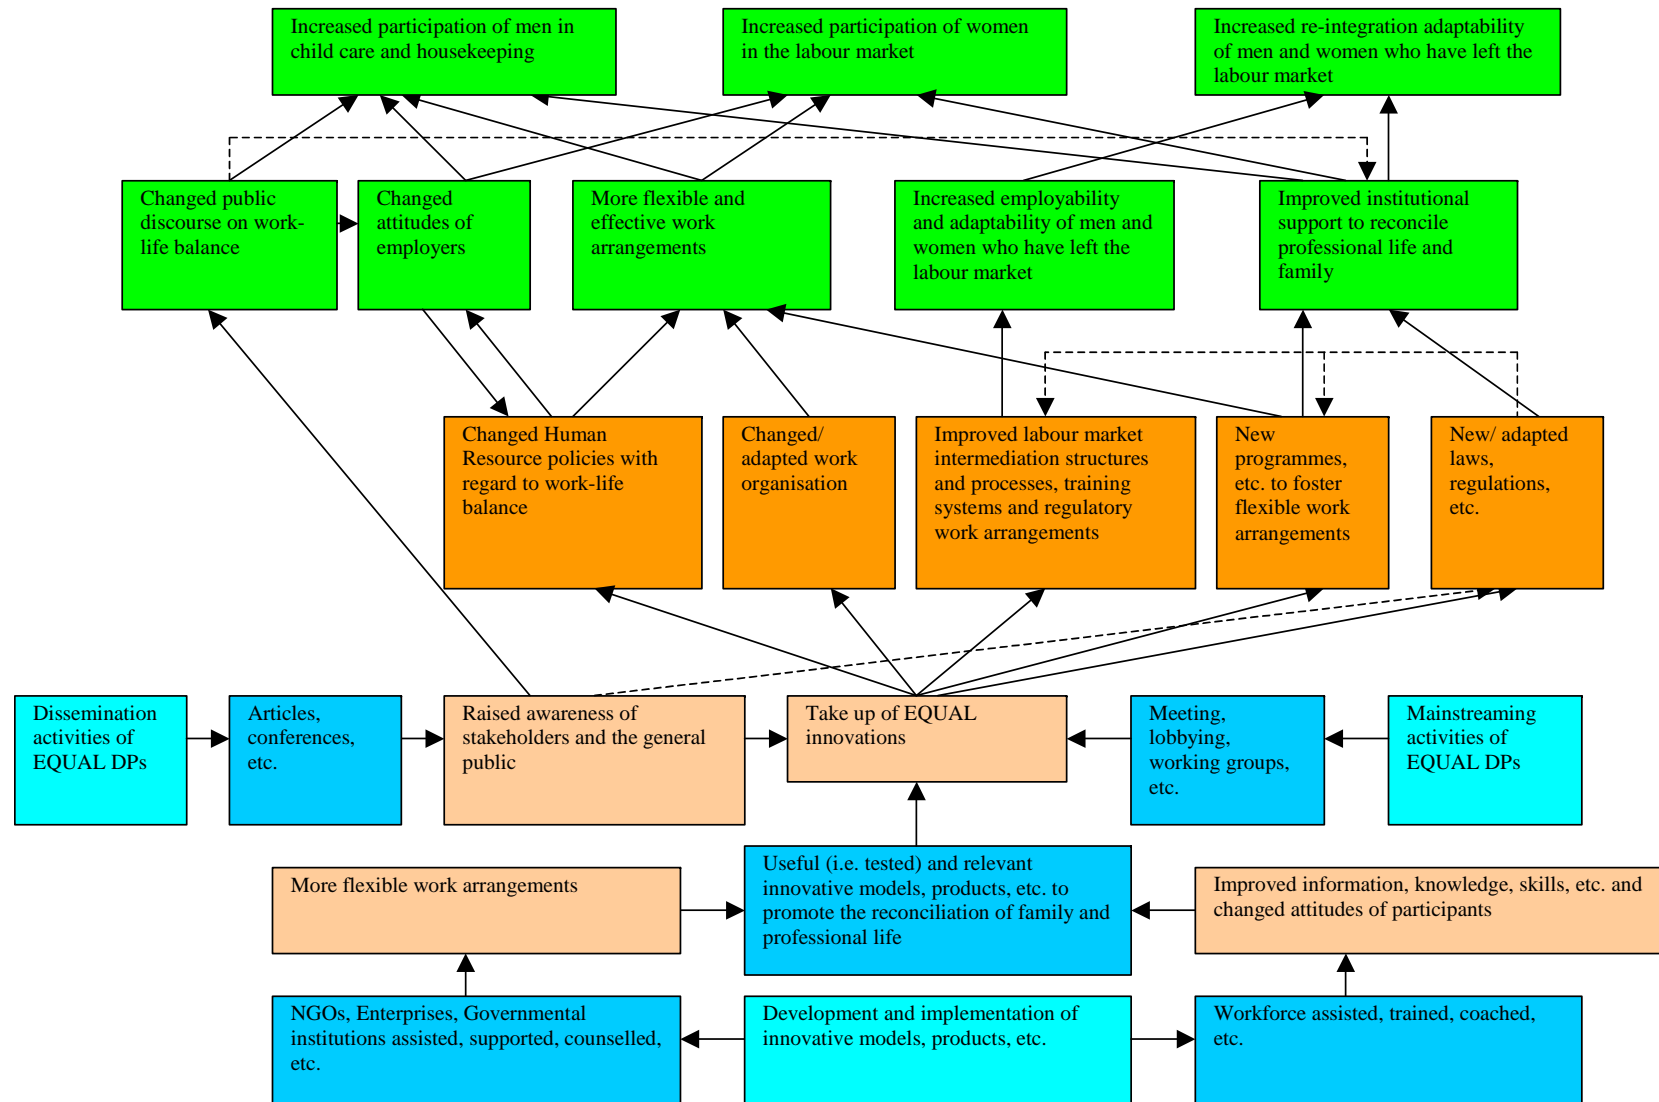 Increased participation of men in
child care and housekeeping
Increased participation of women
in the labour market
Increased re-integration adaptability
of men and women who have left the
labour market
Changed public
discourse on work-
life balance
Changed
attitudes of
employers
More flexible and
effective work
arrangements
Increased employability
and adaptability of men and
women who have left the
labour market
Improved institutional
support to reconcile
professional life and
family
Changed Human
Resource policies with
regard to work-life
balance
Changed/
adapted work
organisation
Improved labour market
intermediation structures
and processes, training
systems and regulatory
work arrangements
New
programmes,
etc. to foster
flexible work
arrangements
New/ adapted
laws,
regulations,
etc.
Dissemination
activities of
EQUAL DPs
Articles,
conferences,
etc.
Raised awareness of
stakeholders and the general
public
Take up of EQUAL
innovations
Meeting,
lobbying,
working groups,
etc.
Mainstreaming
activities of
EQUAL DPs
More flexible work arrangements
Useful (i.e. tested) and relevant
innovative models, products, etc. to
promote the reconciliation of family and
professional life
Improved information, knowledge, skills, etc. and
changed attitudes of participants
NGOs, Enterprises, Governmental
institutions assisted, supported, counselled,
etc.
Development and implementation of
innovative models, products, etc.
Workforce assisted, trained, coached,
etc.